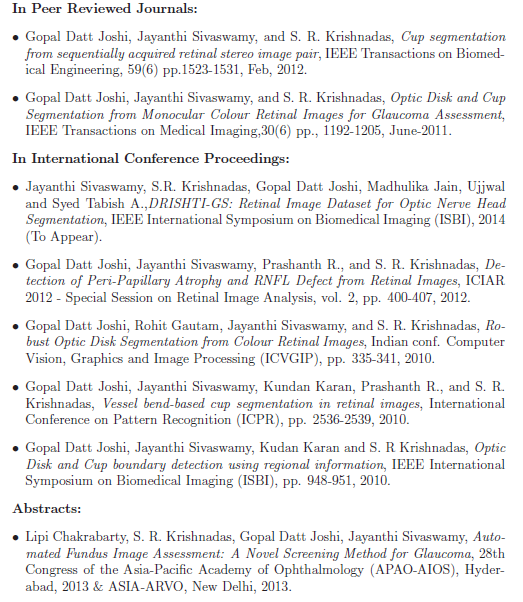 In Peer Reviewed Journals:
• Gopal Datt Joshi, Jayanthi Sivaswamy, and S. R. Krishnadas, Cup segmentation
from sequentially acquired retinal stereo image pair, IEEE Transactions on Biomed-
ical Engineering, 59(6) pp.1523-1531, Feb, 2012.
• Gopal Datt Joshi, Jayanthi Sivaswamy, and S. R. Krishnadas, Optic Disk and Cup
Segmentation from Monocular Colour Retinal Images for Glaucoma Assessment,
IEEE Transactions on Medical Imaging,30(6) pp., 1192-1205, June-2011.
In International Conference Proceedings:
• Jayanthi Sivaswamy, S.R. Krishnadas, Gopal Datt Joshi, Madhulika Jain, Ujjwal
and Syed Tabish A.,DRISHTI-GS: Retinal Image Dataset for Optic Nerve Head
Segmentation, IEEE International Symposium on Biomedical Imaging (ISBI), 2014
(To Appear).
• Gopal Datt Joshi, Jayanthi Sivaswamy, Prashanth R., and S. R. Krishnadas, De-
tection of Peri-Papillary Atrophy and RNFL Defect from Retinal Images, ICIAR
2012 - Special Session on Retinal Image Analysis, vol. 2, pp. 400-407, 2012.
• Gopal Datt Joshi, Rohit Gautam, Jayanthi Sivaswamy, and S. R. Krishnadas, Ro-
bust Optic Disk Segmentation from Colour Retinal Images, Indian conf. Computer
Vision, Graphics and Image Processing (ICVGIP), pp. 335-341, 2010.
• Gopal Datt Joshi, Jayanthi Sivaswamy, Kundan Karan, Prashanth R., and S. R.
Krishnadas, Vessel bend-based cup segmentation in retinal images, International
Conference on Pattern Recognition (ICPR), pp. 2536-2539, 2010.
• Gopal Datt Joshi, Jayanthi Sivaswamy, Kudan Karan and S. R Krishnadas, Optic
Disk and Cup boundary detection using regional information, IEEE International
Symposium on Biomedical Imaging (ISBI), pp. 948-951, 2010.
Abstracts:
• Lipi Chakrabarty, S. R. Krishnadas, Gopal Datt Joshi, Jayanthi Sivaswamy, Auto-
mated Fundus Image Assessment: A Novel Screening Method for Glaucoma, 28th
Congress of the Asia-Pacific Academy of Ophthalmology (APAO-AIOS), Hyder-
abad, 2013 & ASIA-ARVO, New Delhi, 2013.